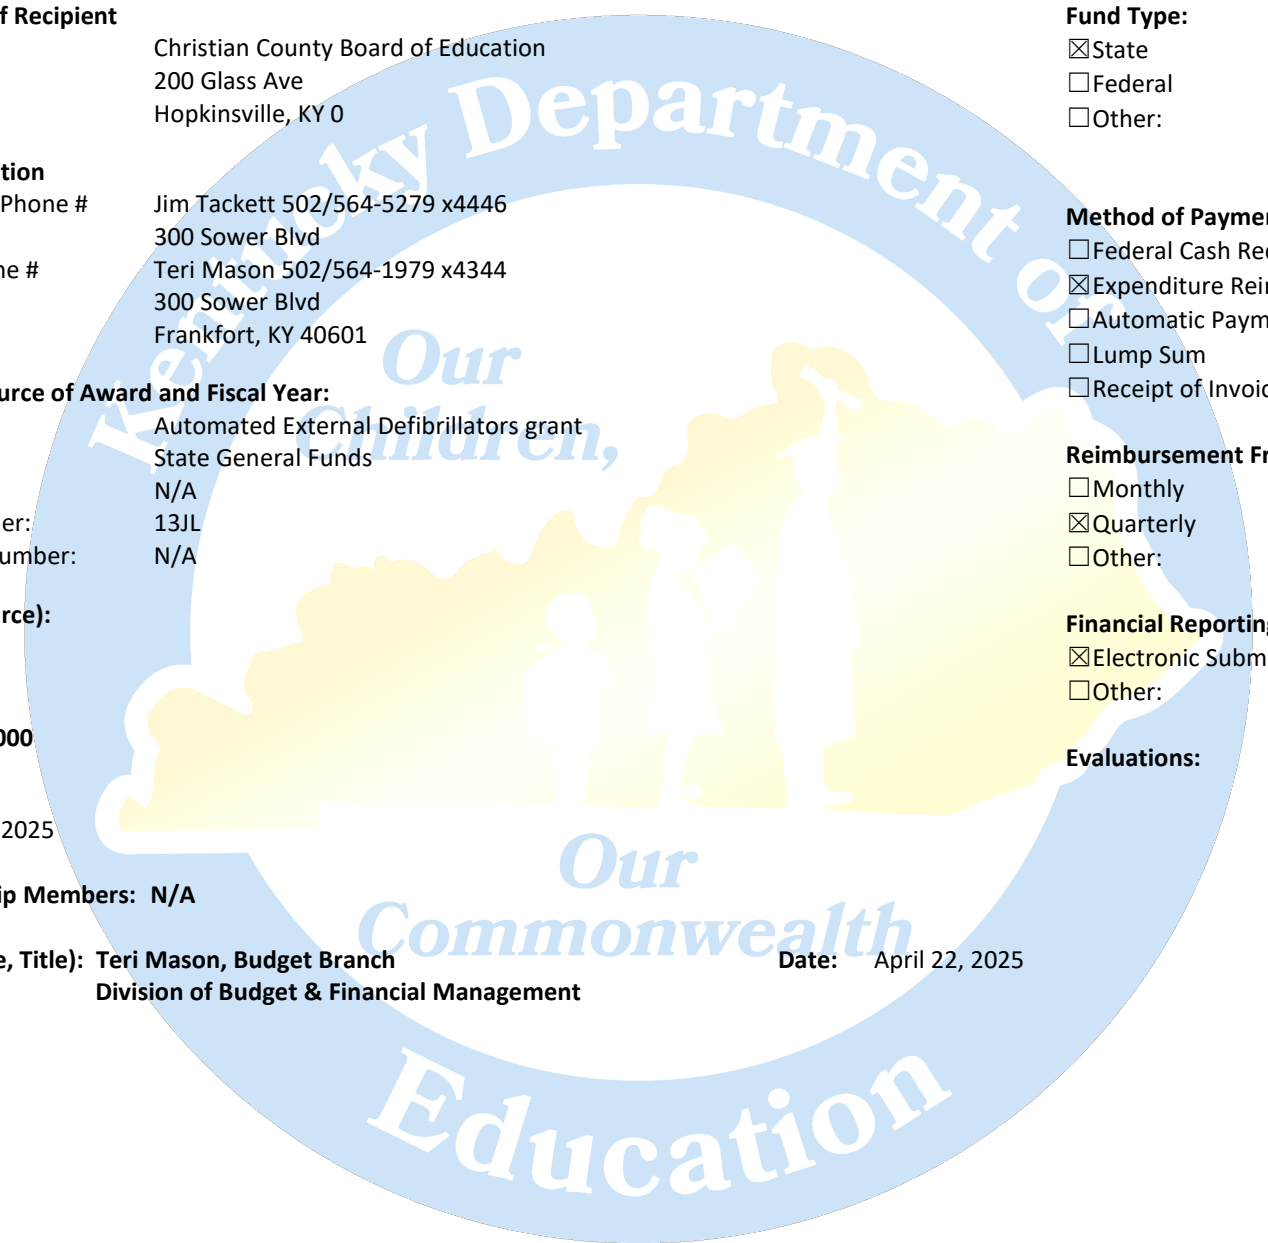 f Recipient
Christian County Board of Education
200 Glass Ave
Hopkinsville, KY 0
tion
Phone # Jim Tackett 502/564-5279 x4446
300 Sower Blvd
ne # Teri Mason 502/564-1979 x4344
300 Sower Blvd
Frankfort, KY 40601
urce of Award and Fiscal Year:
Automated External Defibrillators grant
State General Funds
N/A
er: 13JL
umber: N/A
rce):
000
2025
ip Members: N/A
e, Title): Teri Mason, Budget Branch
Division of Budget & Financial Management
Date: April 22, 2025
Fund Type:
☒State
☐Federal
☐Other:
Method of Paymen
☐Federal Cash Rec
☒Expenditure Rei
☐Automatic Paym
☐Lump Sum
☐Receipt of Invoic
Reimbursement Fr
☐Monthly
☒Quarterly
☐Other:
Financial Reporting
☒Electronic Subm
☐Other:
Evaluations:
Kentucky Department of
Education
Our
Children,
Our
Commonwealth